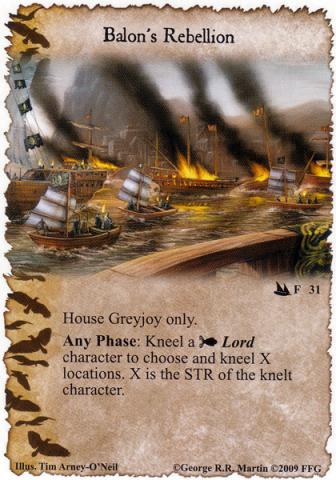 Balon's Rebellion
F 31
House Greyjoy only.
Any Phase: Kneel a Lord
character to choose and kneel X
locations. X is the STR of the knelt
character.
Illus. Tim Arney-O'Neil ©George R.R. Martin ©2009 FFG